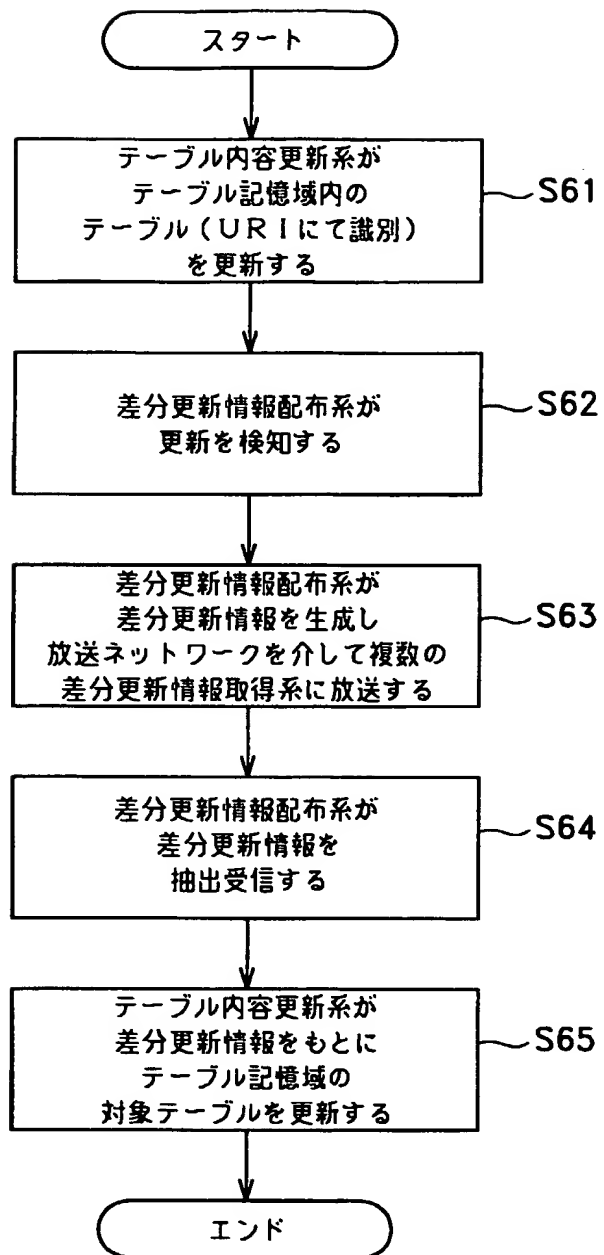 スタート
テーブル内容更新系が
テーブル記憶域内の
テーブル(URIにて識別)
を更新する
S61
差分更新情報配布系が
更新を検知する
S62
差分更新情報配布系が
差分更新情報を生成し
放送ネットワークを介して複数の
差分更新情報取得系に放送する
S63
差分更新情報配布系が
差分更新情報を
抽出受信する
S64
テーブル内容更新系が
差分更新情報をもとに
テーブル記憶域の
対象テーブルを更新する
S65
エンド